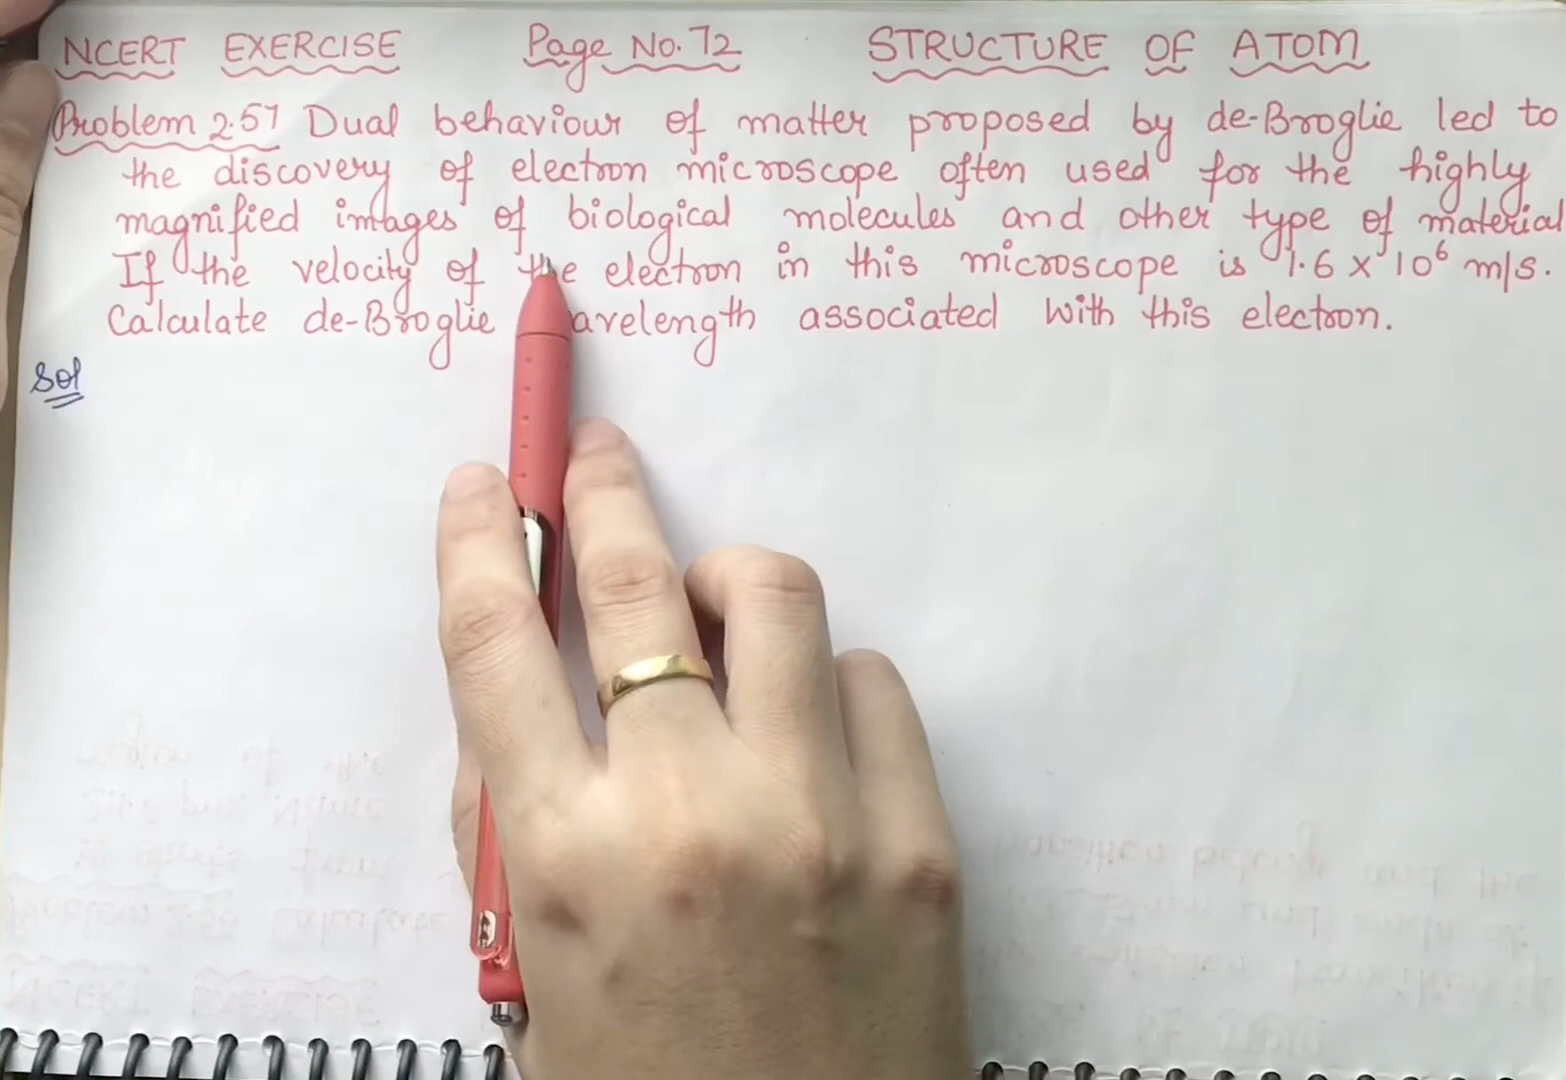 NCERT EXERCISE Page No. 72 STRUCTURE OF ATOM
Problem 2.57 Dual behaviour of matter proposed by de-Broglie led to
the discovery of electron microscope often used for the highly
magnified images of biological molecules and other type of material
If the velocity of the electron in this microscope is 1.6 x 10⁶ m/s.
Calculate de-Broglie avelength associated with this electron.
Sol